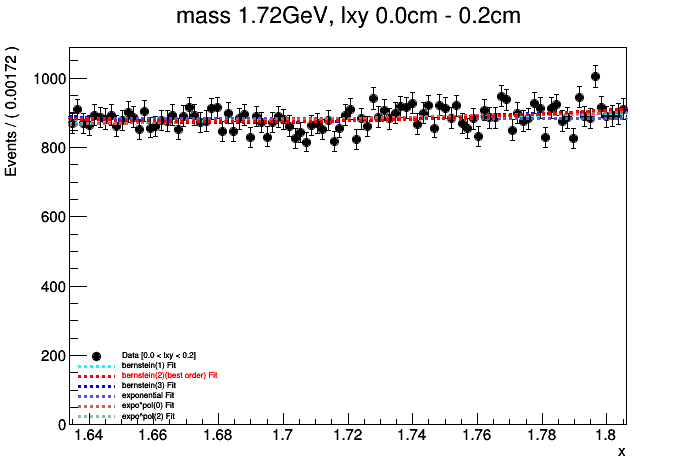 mass 1.72GeV, lxy 0.0cm - 0.2cm
Events / ( 0.00172 )
1000
800
600
400
200
0
Data [0.0 < lxy < 0.2]
bernstein(1) Fit
bernstein(2)(best order) Fit
bernstein(3) Fit
exponential Fit
expo*pol(0) Fit
expo*pol(2) Fit
1.64 1.66 1.68 1.7 1.72 1.74 1.76 1.78 1.8
x